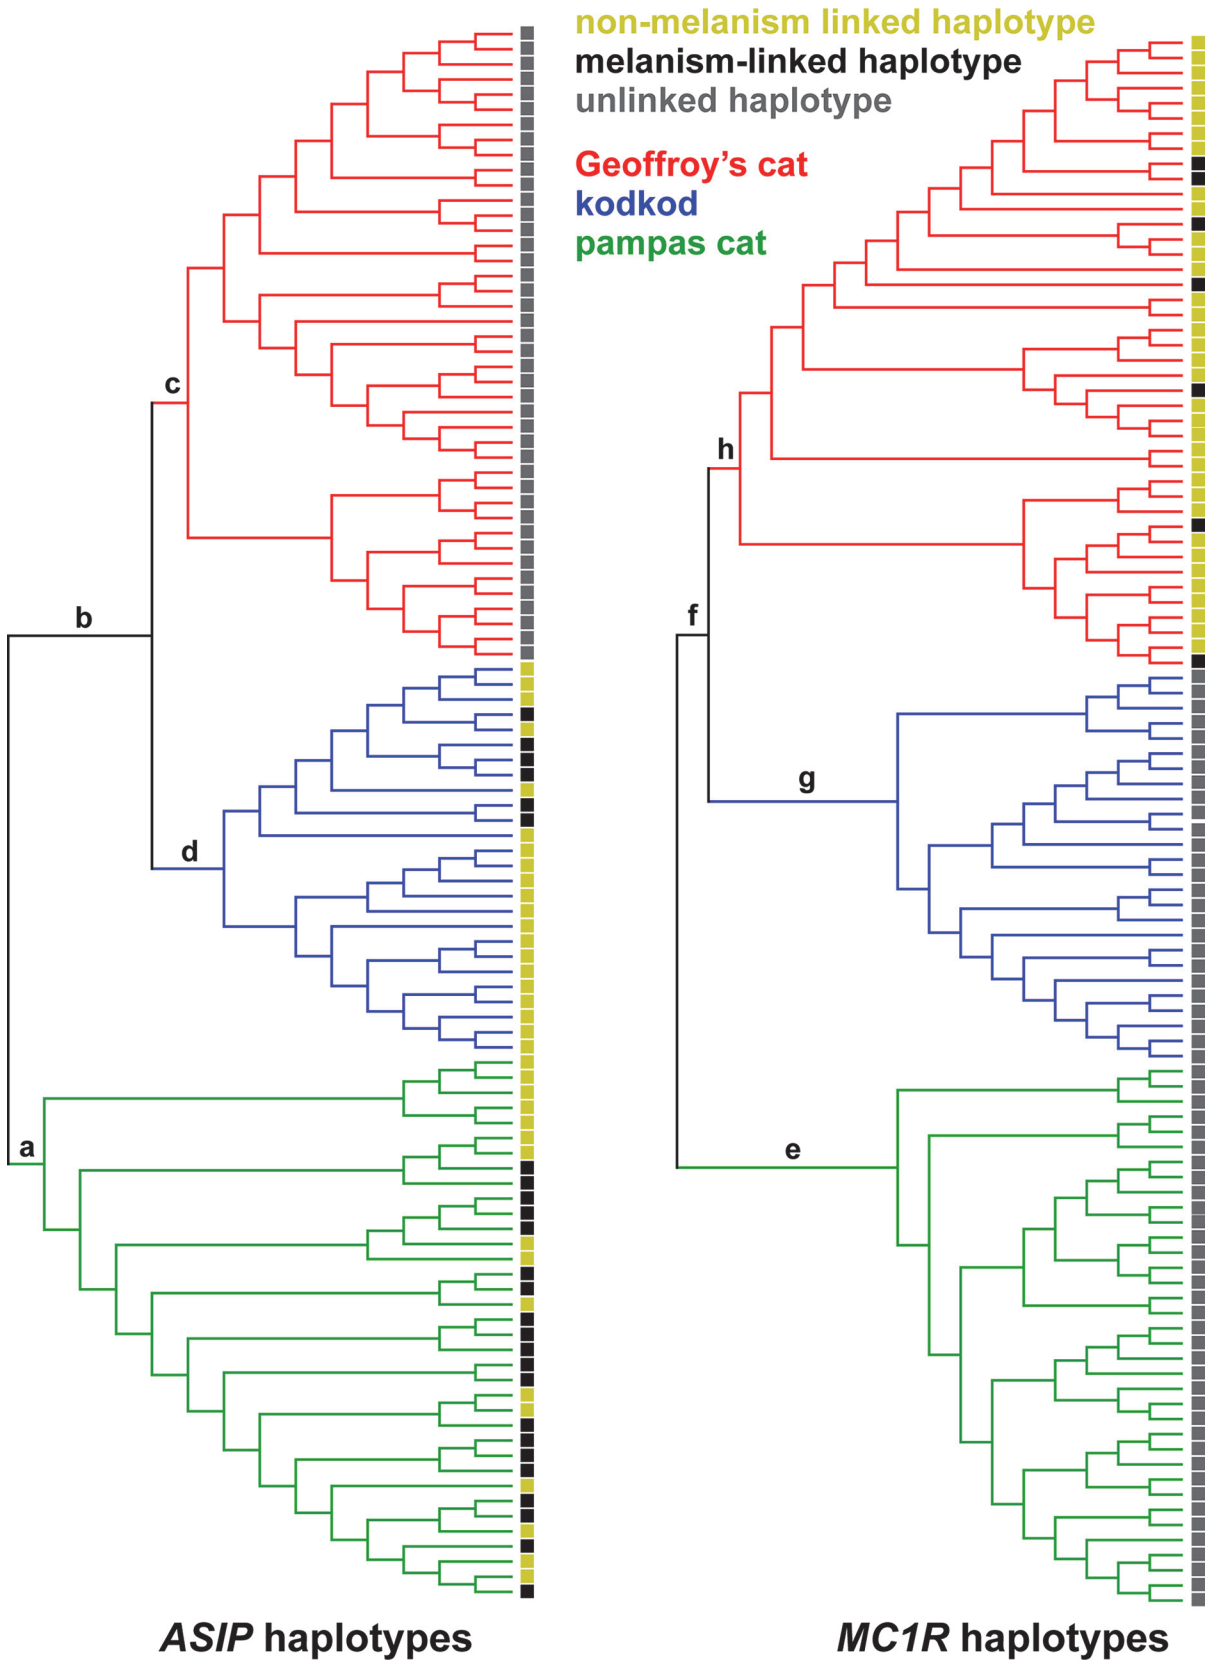 non-melanism linked haplotype
melanism-linked haplotype
unlinked haplotype
Geoffroy’s cat
kodkod
pampas cat
c
b
d
a
h
f
g
e
ASIP haplotypes
MC1R haplotypes